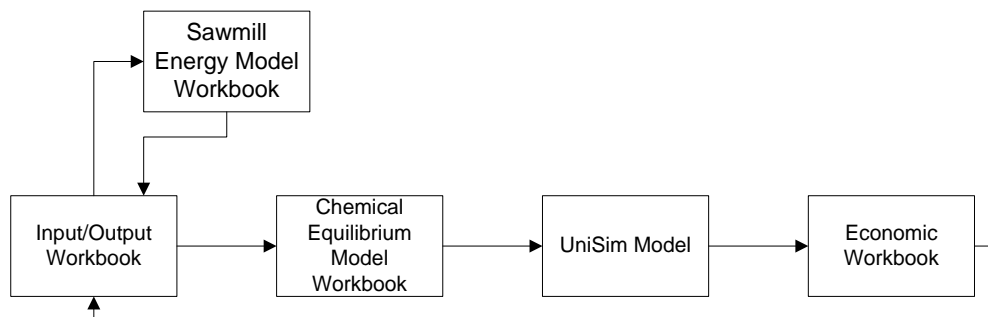 Sawmill
Energy Model
Workbook
Input/Output
Workbook
Chemical
Equilibrium
Model
Workbook
UniSim Model
Economic
Workbook